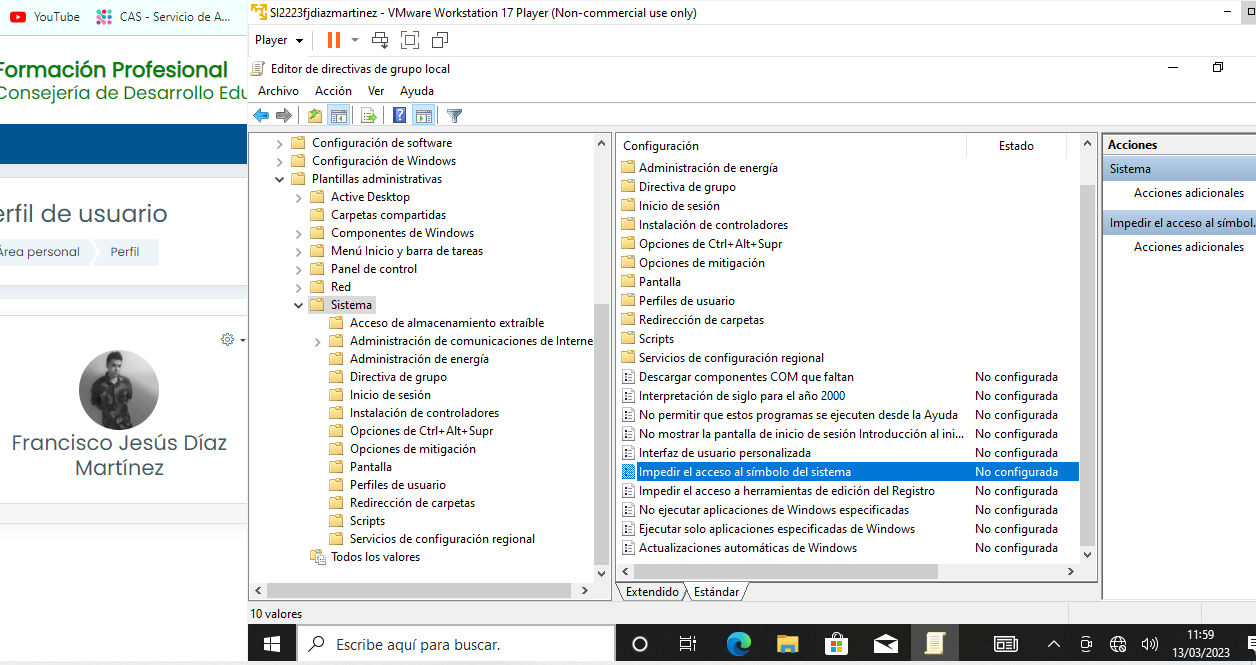 YouTube
CAS - Servicio de A...
Formación Profesional
Consejería de Desarrollo Edu
erfil de usuario
Área personal
Perfil
Francisco Jesús Díaz
Martínez
SI2223fjdiazmartinez - VMware Workstation 17 Player (Non-commercial use only)
Player
Editor de directivas de grupo local
Archivo Acción Ver Ayuda
Configuración de software
Configuración de Windows
Plantillas administrativas
Active Desktop
Carpetas compartidas
Componentes de Windows
Menú Inicio y barra de tareas
Panel de control
Red
Sistema
Acceso de almacenamiento extraíble
Administración de comunicaciones de Interne
Administración de energía
Directiva de grupo
Inicio de sesión
Instalación de controladores
Opciones de Ctrl+Alt+Supr
Opciones de mitigación
Pantalla
Perfiles de usuario
Redirección de carpetas
Scripts
Servicios de configuración regional
Todos los valores
Configuración Estado
Administración de energía
Directiva de grupo
Inicio de sesión
Instalación de controladores
Opciones de Ctrl+Alt+Supr
Opciones de mitigación
Pantalla
Perfiles de usuario
Redirección de carpetas
Scripts
Servicios de configuración regional
Descargar componentes COM que faltan No configurada
Interpretación de siglo para el año 2000 No configurada
No permitir que estos programas se ejecuten desde la Ayuda No configurada
No mostrar la pantalla de inicio de sesión Introducción al ini... No configurada
Interfaz de usuario personalizada No configurada
Impedir el acceso al símbolo del sistema No configurada
Impedir el acceso a herramientas de edición del Registro No configurada
No ejecutar aplicaciones de Windows especificadas No configurada
Ejecutar solo aplicaciones especificadas de Windows No configurada
Actualizaciones automáticas de Windows No configurada
Extendido Estándar
Acciones
Sistema
Acciones adicionales
Impedir el acceso al símbol...
Acciones adicionales
10 valores
Escribe aquí para buscar.
11:59
13/03/2023